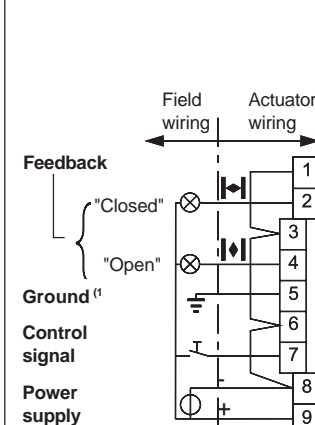 Field wiring
Actuator wiring
Feedback
1
"Closed"
2
3
"Open"
4
Ground (1
5
6
Control signal
7
Power supply
-
8
+
9